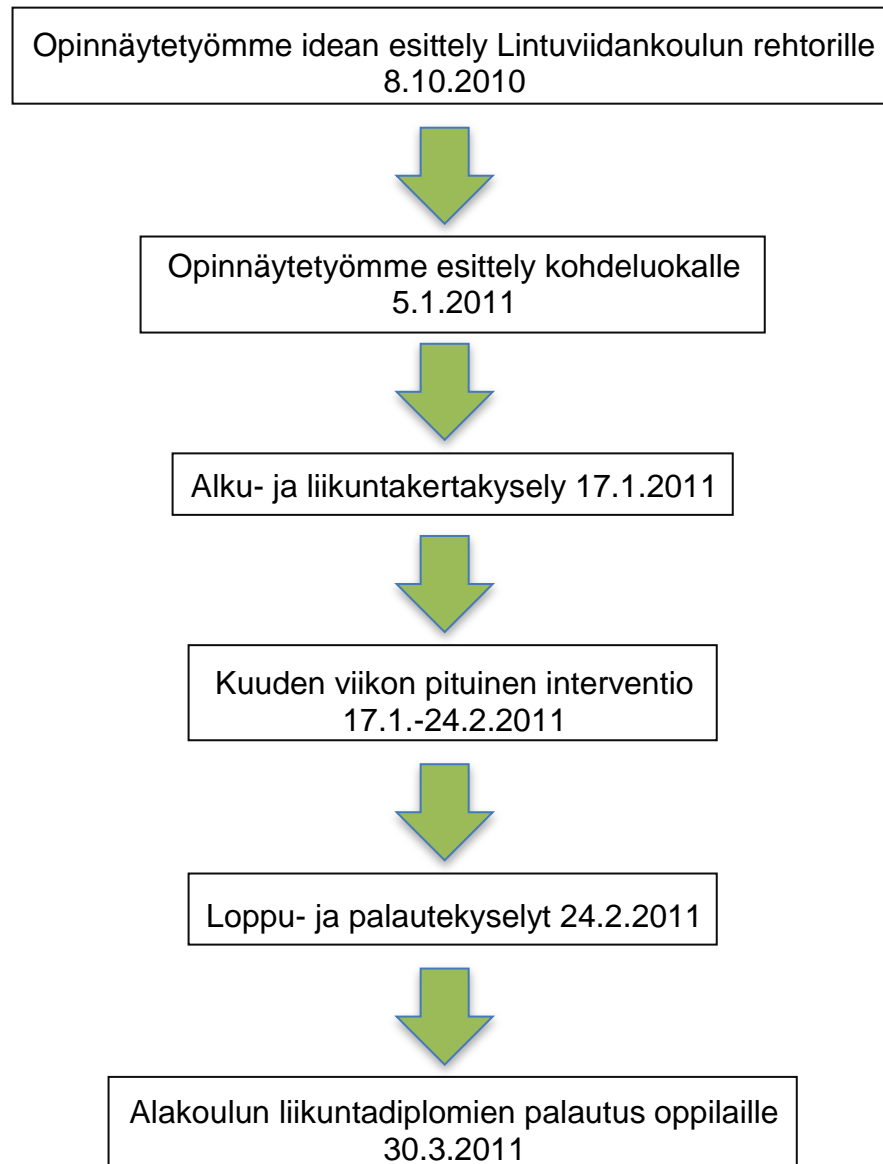 Opinnäytetyömme idean esittely Lintuviidankoulun rehtorille
8.10.2010
Opinnäytetyömme esittely kohdeluokalle
5.1.2011
Alku- ja liikuntakertakysely 17.1.2011
Kuuden viikon pituinen interventio
17.1.-24.2.2011
Loppu- ja palautekyselyt 24.2.2011
Alakoulun liikuntadiplomien palautus oppilaille
30.3.2011